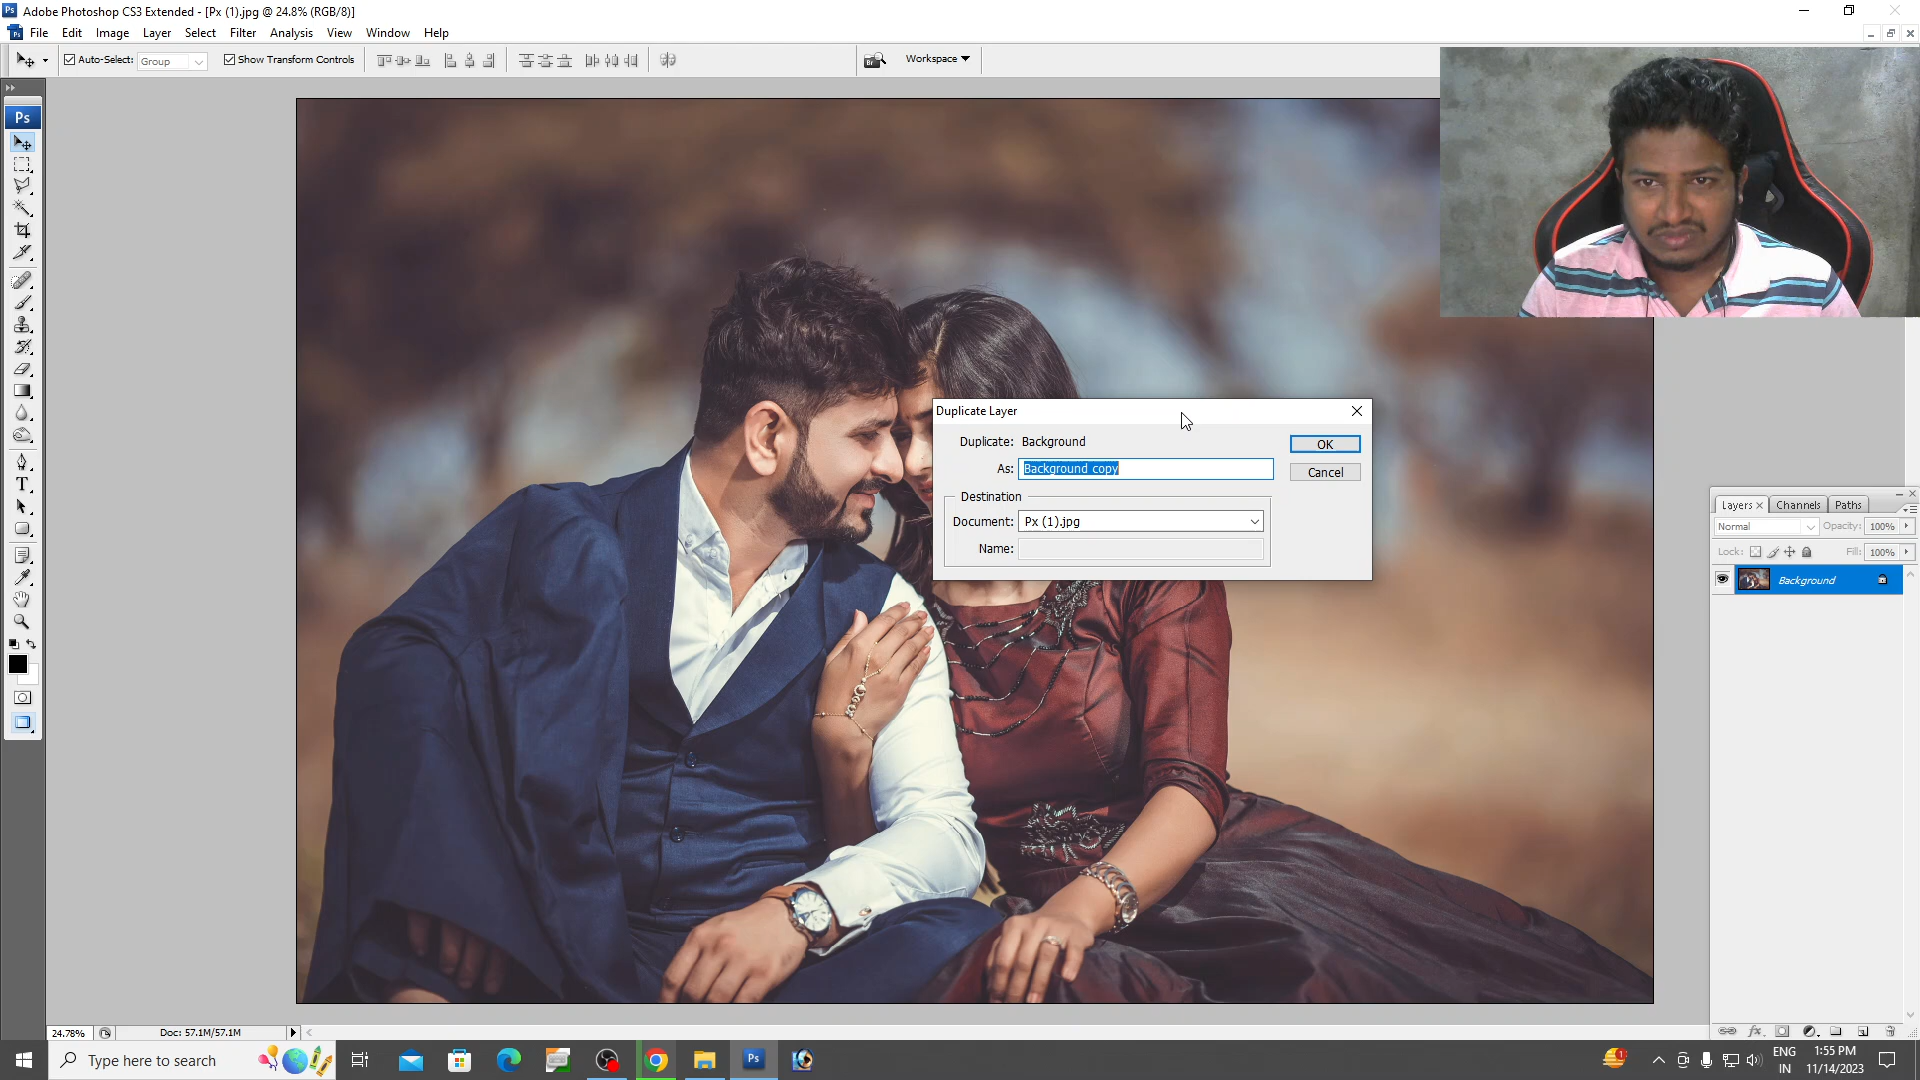 Adobe Photoshop CS3 Extended - [Px (1).jpg @ 24.8% (RGB/8)]
File Edit Image Layer Select Filter Analysis View Window Help
Auto-Select: Group Show Transform Controls Workspace
Ps
Duplicate Layer
Duplicate: Background
OK
As: Background copy
Cancel
Destination
Document: Px (1).jpg
Name:
Layers Channels Paths
Normal Opacity: 100%
Lock: Fill: 100%
Background
24.78% Doc: 57.1M/57.1M
Type here to search
Ps
ENG
IN
1:55 PM
11/14/2023